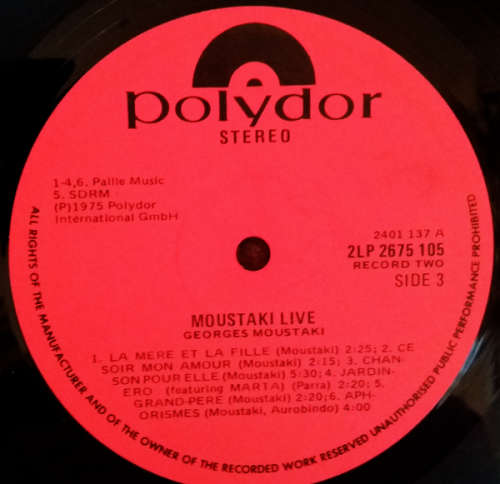 polydor
STEREO
1-4,6. Paille Music
5. SDRM
(P)1975 Polydor
International GmbH
2401 137 A
2LP 2675 105
RECORD TWO
SIDE 3
MOUSTAKI LIVE
GEORGES MOUSTAKI
1. LA MERE ET LA FILLE (Moustaki) 2:25; 2. CE
SOIR MON AMOUR (Moustaki) 2:15; 3. CHAN-
SON POUR ELLE (Moustaki) 5:30; 4. JARDIN-
ERO (featuring MARTA) (Parra) 2:20; 5.
GRAND-PERE (Moustaki) 2:20; 6. APH-
ORISMES (Moustaki, Aurobindo) 4:00
ALL RIGHTS OF THE MANUFACTURER AND OF THE OWNER OF THE RECORDED WORK RESERVED UNAUTHORISED PUBLIC PERFORMANCE PROHIBITED